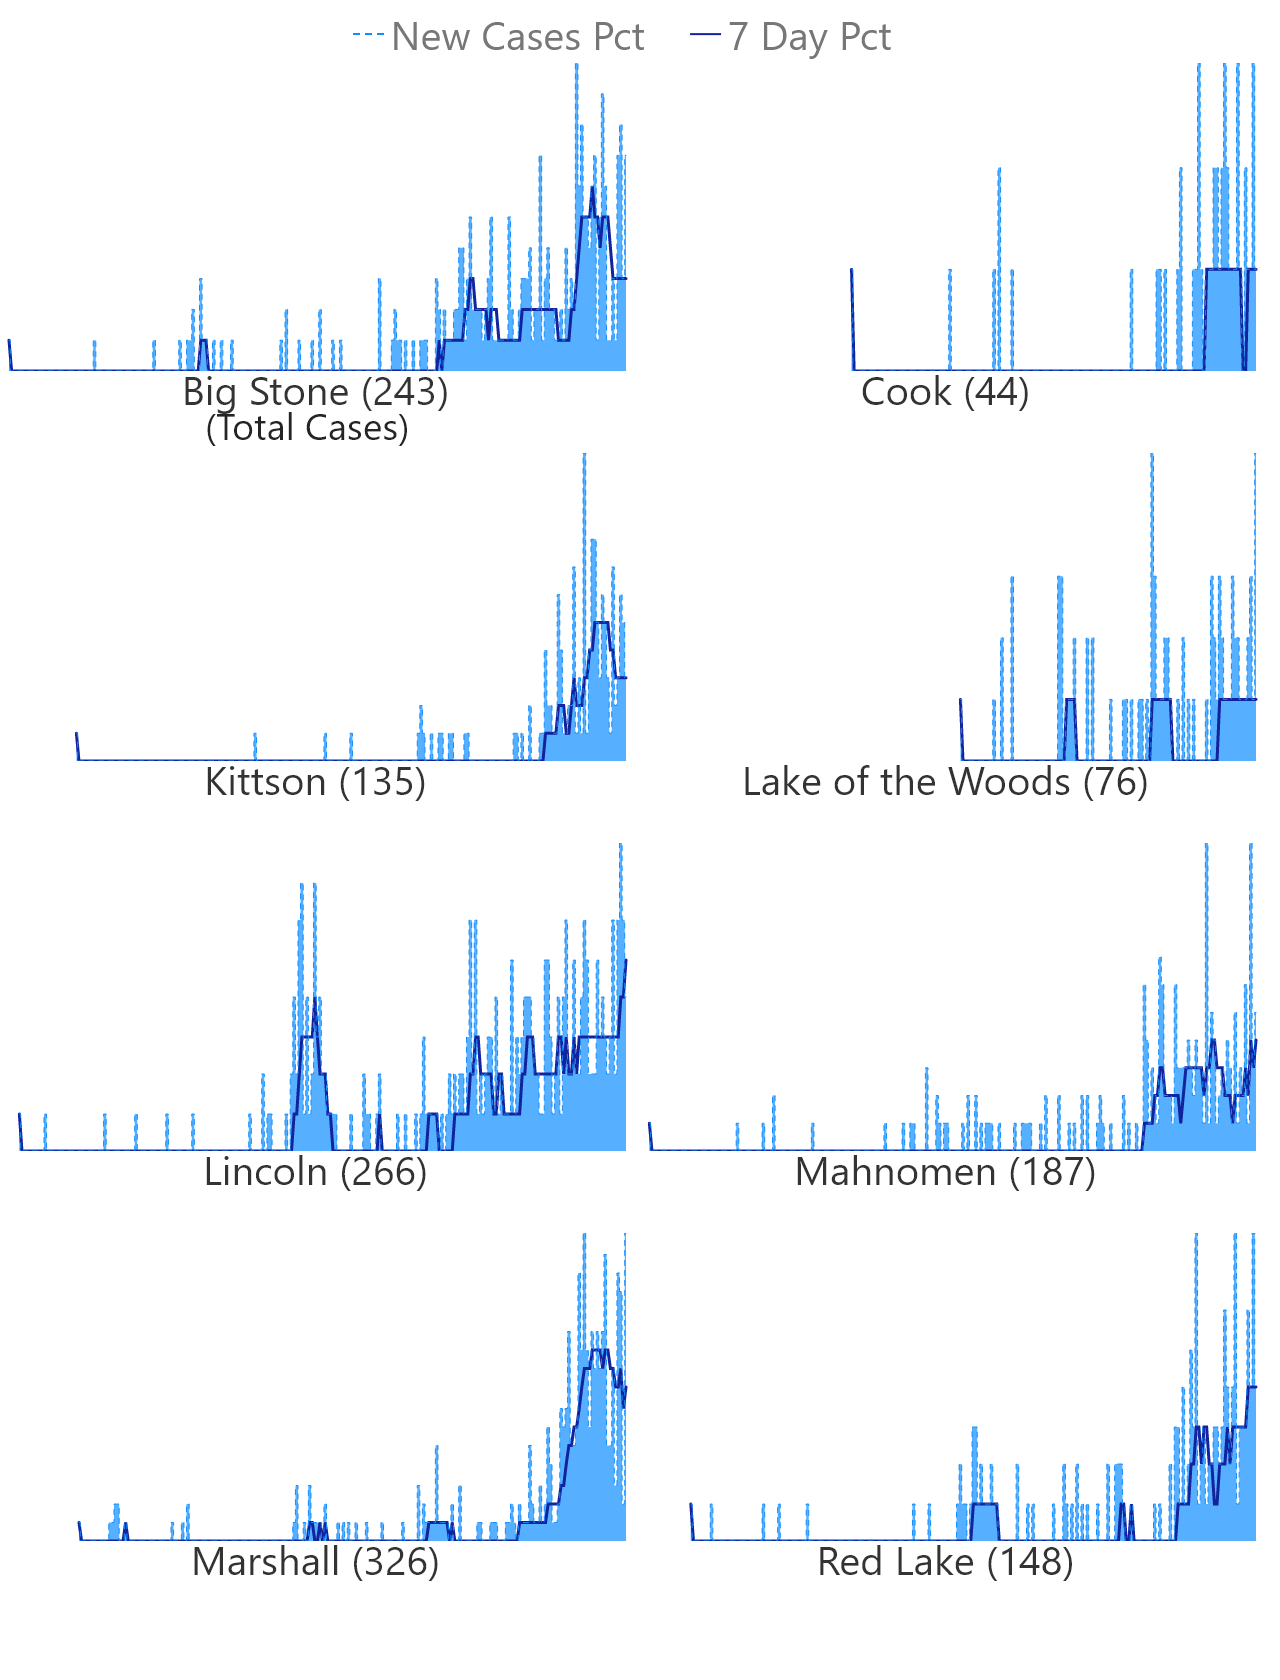 New Cases Pct 7 Day Pct
Big Stone (243)
(Total Cases)
Cook (44)
Kittson (135)
Lake of the Woods (76)
Lincoln (266)
Mahnomen (187)
Marshall (326)
Red Lake (148)